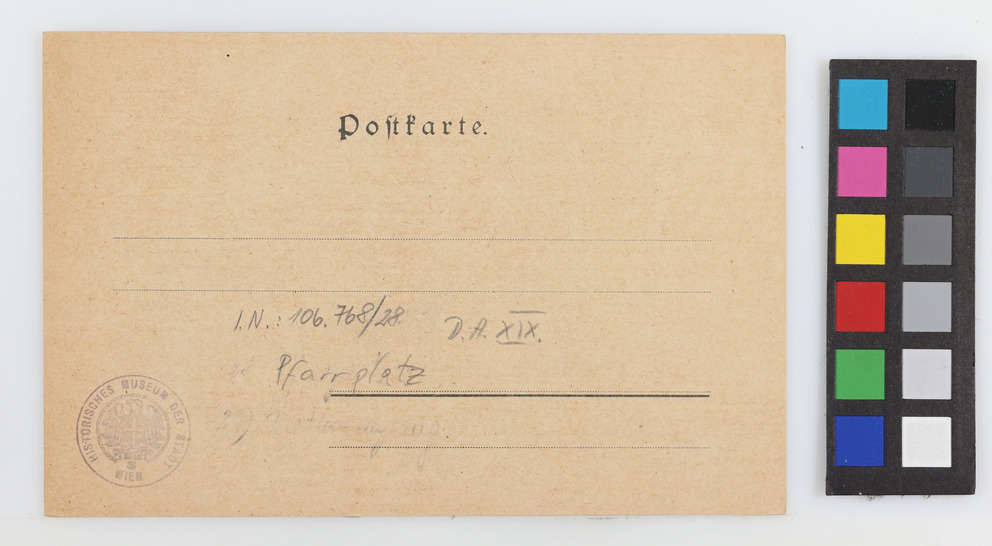 Postkarte.
I.N.: 106.768/28 D.A. XIX.
Pfarrplatz
HISTORISCHES MUSEUM DER STADT WIEN